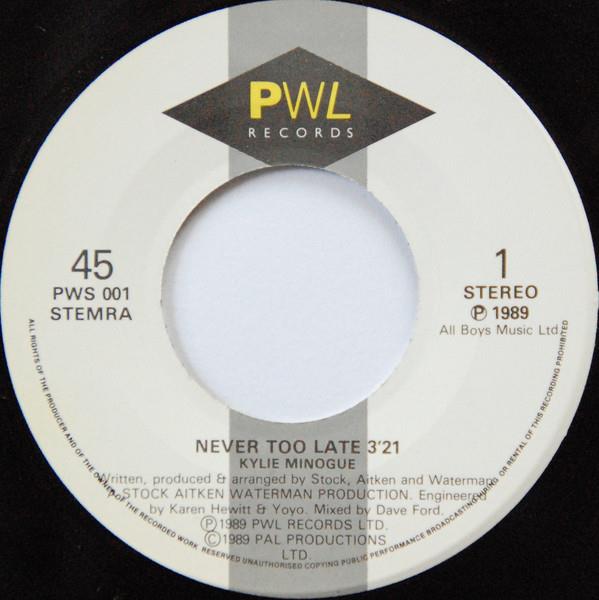 PWL
RECORDS
45
PWS 001
STEMRA
1
STEREO
Ⓟ 1989
All Boys Music Ltd.
NEVER TOO LATE 3'21
KYLIE MINOGUE
Written, produced & arranged by Stock, Aitken and Waterman
STOCK AITKEN WATERMAN PRODUCTION. Engineered
by Karen Hewitt & Yoyo. Mixed by Dave Ford.
Ⓟ1989 PWL RECORDS LTD.
©1989 PAL PRODUCTIONS
LTD.
ALL RIGHTS OF THE PRODUCER AND OF THE OWNER OF THE RECORDED WORK RESERVED UNAUTHORISED COPYING PUBLIC PERFORMANCE BROADCASTING HIRING OR RENTAL OF THIS RECORDING PROHIBITED